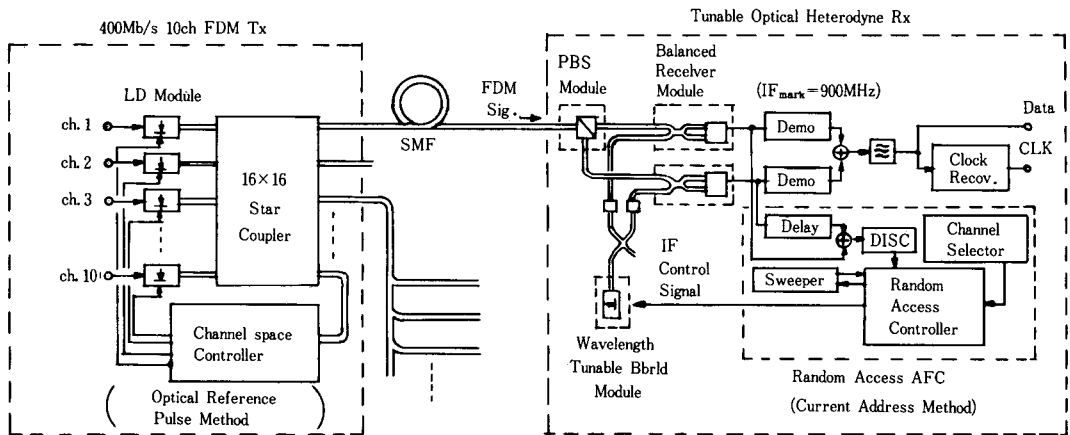 400Mb/s 10ch FDM Tx
LD Module
ch. 1
ch. 2
ch. 3
ch. 10
16×16
Star
Coupler
Channel space
Controller
(Optical Reference
Pulse Method)
SMF
FDM
Sig.
Tunable Optical Heterodyne Rx
PBS
Module
Balanced
Recelver
Module
(IFmark=900MHz)
Demo
Demo
Data
CLK
Clock
Recov.
Delay
DISC
Channel
Selector
Sweeper
Random
Access
Controller
IF
Control
Signal
Wavelength
Tunable Bbrld
Module
Random Access AFC
(Current Address Method)